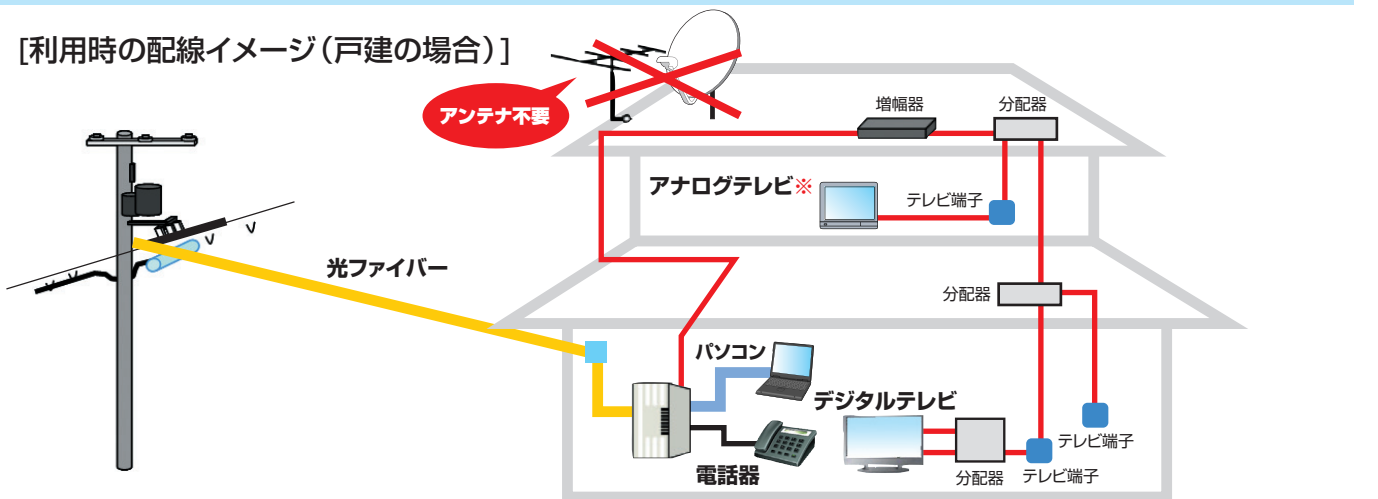 [利用時の配線イメージ（戸建の場合）]
アンテナ不要
増幅器
分配器
アナログテレビ※
テレビ端子
光ファイバー
分配器
パソコン
デジタルテレビ
テレビ端子
電話器
分配器
テレビ端子